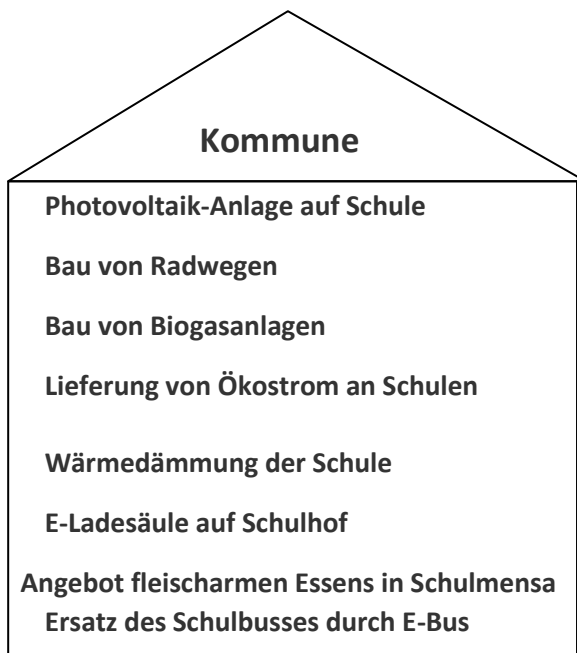 Kommune
Photovoltaik-Anlage auf Schule
Bau von Radwegen
Bau von Biogasanlagen
Lieferung von Ökostrom an Schulen
Wärmedämmung der Schule
E-Ladesäule auf Schulhof
Angebot fleischarmen Essens in Schulmensa
Ersatz des Schulbusses durch E-Bus